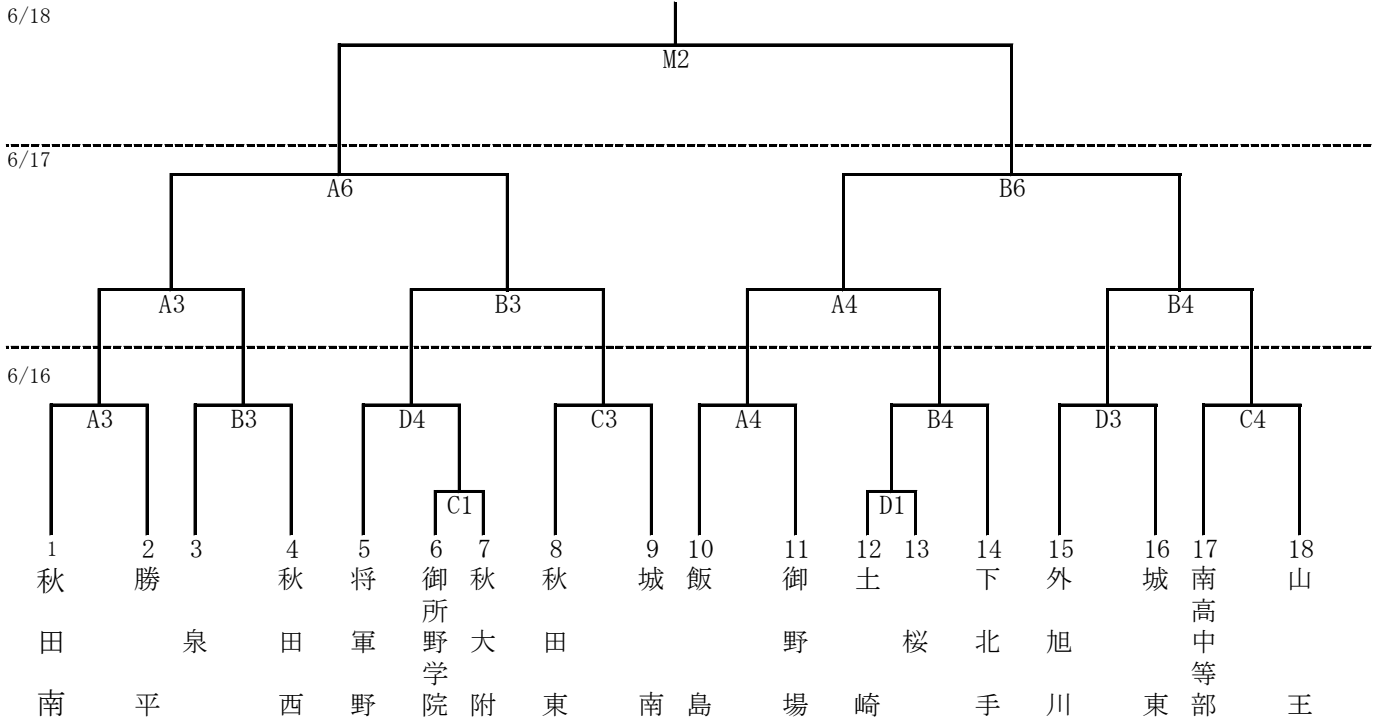 6/18
M2
6/17
A6 B6
A3 B3 A4 B4
6/16
A3 B3 D4 C3 A4 B4 D3 C4
C1 D1
1 2 3 4 5 6 7 8 9 10 11 12 13 14 15 16 17 18
秋田南
勝平
泉
秋田西
将軍野
御所野学院
秋大附
秋田東
城南
飯島
御野場
土崎
桜
下北手
外旭川
城東
南高中等部
山王